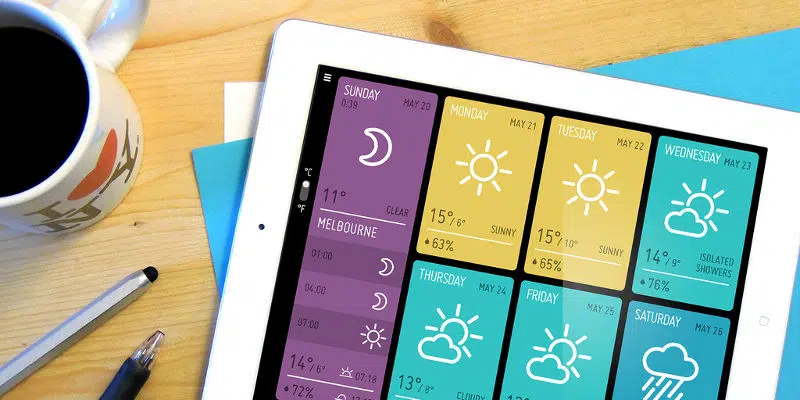 SUNDAY
0:39
MAY 20
11°
CLEAR
MELBOURNE
01:00
04:00
07:00
14°/6°
07:18
72%
°C
°F
MONDAY
MAY 21
15°/6°
SUNNY
63%
TUESDAY
MAY 22
15°/10°
SUNNY
65%
WEDNESDAY
MAY 23
14°/9°
ISOLATED
SHOWERS
76%
THURSDAY
MAY 24
13°/8°
CLOUDY
FRIDAY
MAY 25
SATURDAY
MAY 26
I
NY